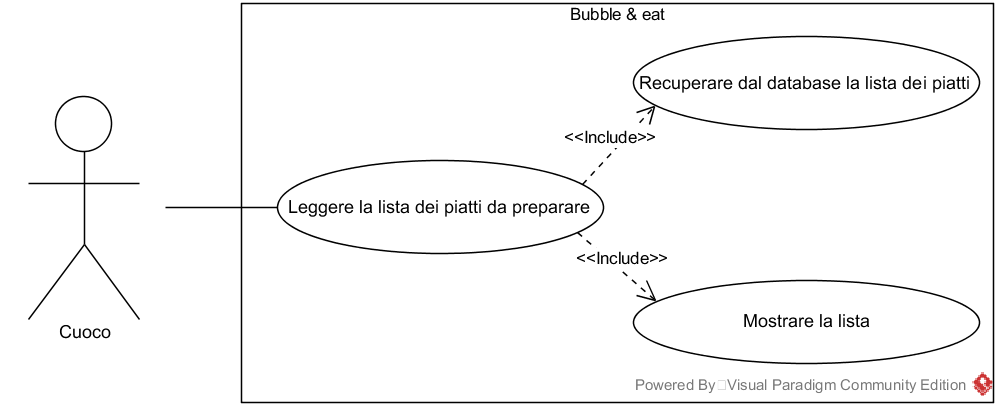 Bubble & eat
Recuperare dal database la lista dei piatti
<<Include>>
Leggere la lista dei piatti da preparare
<<Include>>
Mostrare la lista
Cuoco
Powered By Visual Paradigm Community Edition